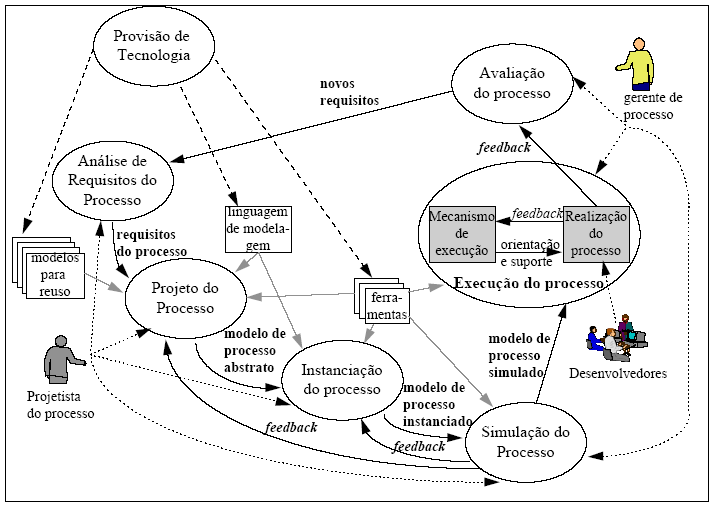 Provisão de
Tecnologia
Avaliação
do processo
gerente de
processo
novos
requisitos
feedback
Análise de
Requisitos do
Processo
linguagem
de modela-
gem
Mecanismo
de
execução
feedback
orientação
e suporte
Realização
do
processo
Execução do processo
requisitos
do processo
modelos
para
reuso
Projeto do
Processo
ferra-
mentas
modelo de
processo
abstrato
modelo de
processo
simulado
Desenvolvedores
Projetista
do processo
Instanciação
do processo
modelo de
processo
instanciado
feedback
feedback
Simulação do
Processo